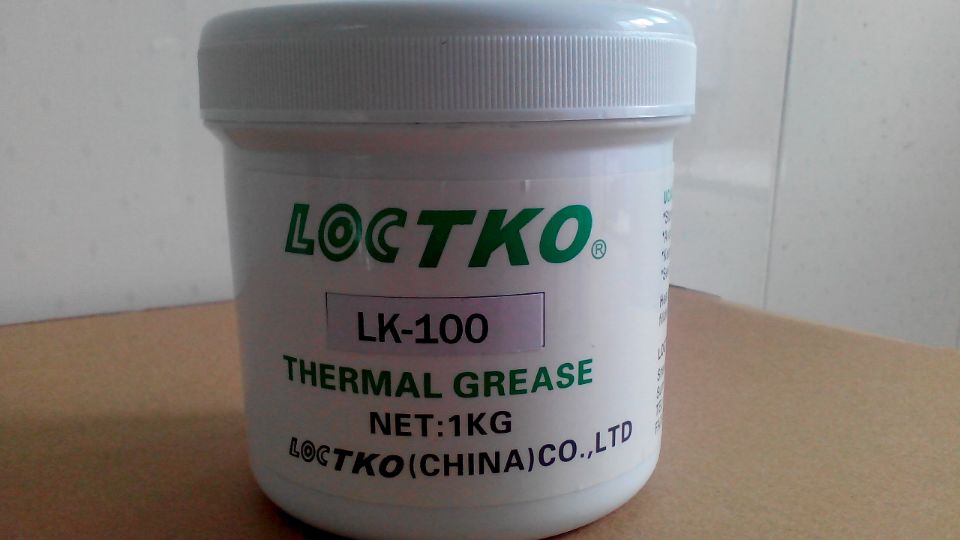 LOCTKO®
LK-100
THERMAL GREASE
NET:1KG
LOCTKO(CHINA)CO.,LTD